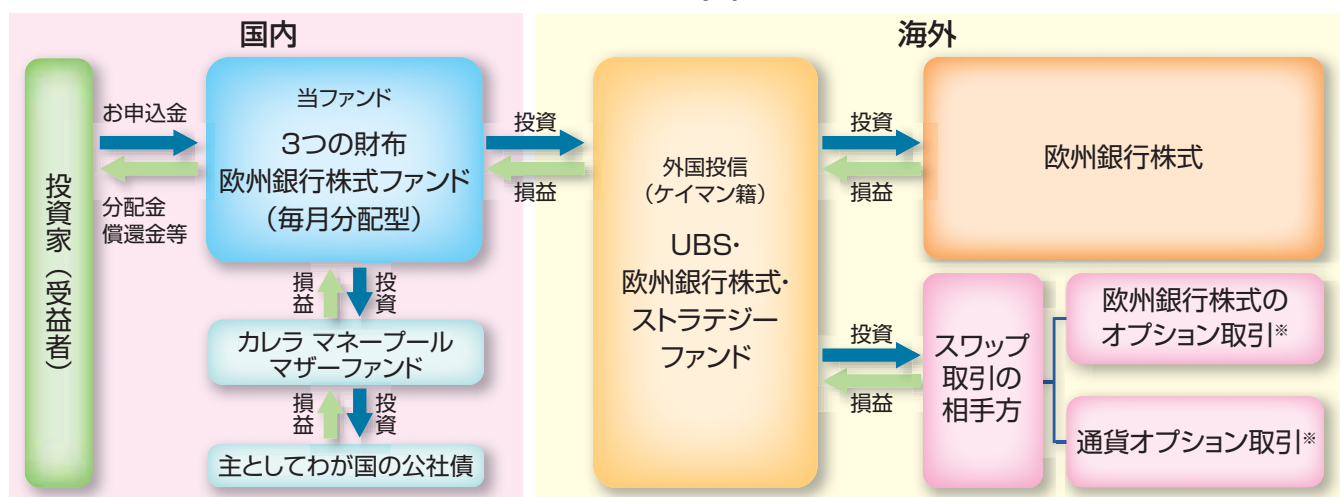 国内
海外
投資家（受益者）
お申込金
分配金
償還金等
当ファンド
3つの財布
欧州銀行株式ファンド
（毎月分配型）
損益
投資
カレラ マネープール
マザーファンド
損益
投資
主としてわが国の公社債
投資
損益
外国投信
（ケイマン籍）
UBS・
欧州銀行株式・
ストラテジー
ファンド
投資
損益
欧州銀行株式
投資
損益
スワップ
取引の
相手方
欧州銀行株式の
オプション取引※
通貨オプション取引※